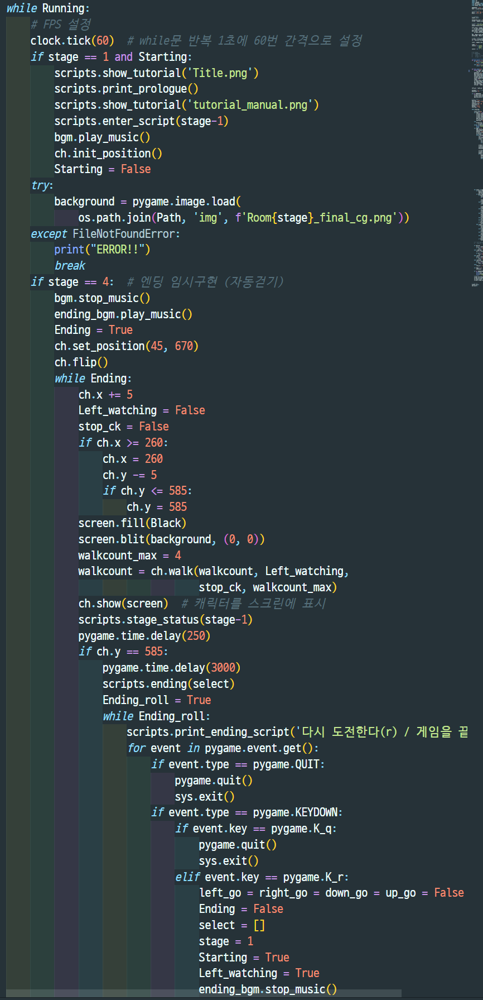 while Running:
    # FPS 설정
    clock.tick(60)  # while문 반복 1초에 60번 간격으로 설정
    if stage == 1 and Starting:
        scripts.show_tutorial('Title.png')
        scripts.print_prologue()
        scripts.show_tutorial('tutorial_manual.png')
        scripts.enter_script(stage-1)
        bgm.play_music()
        ch.init_position()
        Starting = False
    try:
        background = pygame.image.load(
            os.path.join(Path, 'img', f'Room{stage}_final_cg.png'))
    except FileNotFoundError:
        print("ERROR!!")
        break
    if stage == 4:  # 엔딩 임시구현 (자동걷기)
        bgm.stop_music()
        ending_bgm.play_music()
        Ending = True
        ch.set_position(45, 670)
        ch.flip()
        while Ending:
            ch.x += 5
            Left_watching = False
            stop_ck = False
            if ch.x >= 260:
                ch.x = 260
                ch.y -= 5
                if ch.y <= 585:
                    ch.y = 585
            screen.fill(Black)
            screen.blit(background, (0, 0))
            walkcount_max = 4
            walkcount = ch.walk(walkcount, Left_watching,
                                stop_ck, walkcount_max)
            ch.show(screen)  # 캐릭터를 스크린에 표시
            scripts.stage_status(stage-1)
            pygame.time.delay(250)
            if ch.y == 585:
                pygame.time.delay(3000)
                scripts.ending(select)
                Ending_roll = True
                while Ending_roll:
                    scripts.print_ending_script('다시 도전한다(r) / 게임을 끝
                    for event in pygame.event.get():
                        if event.type == pygame.QUIT:
                            pygame.quit()
                            sys.exit()
                        if event.type == pygame.KEYDOWN:
                            if event.key == pygame.K_q:
                                pygame.quit()
                                sys.exit()
                            elif event.key == pygame.K_r:
                                left_go = right_go = down_go = up_go = False
                                Ending = False
                                select = []
                                stage = 1
                                Starting = True
                                Left_watching = True
                                ending_bgm.stop_music()